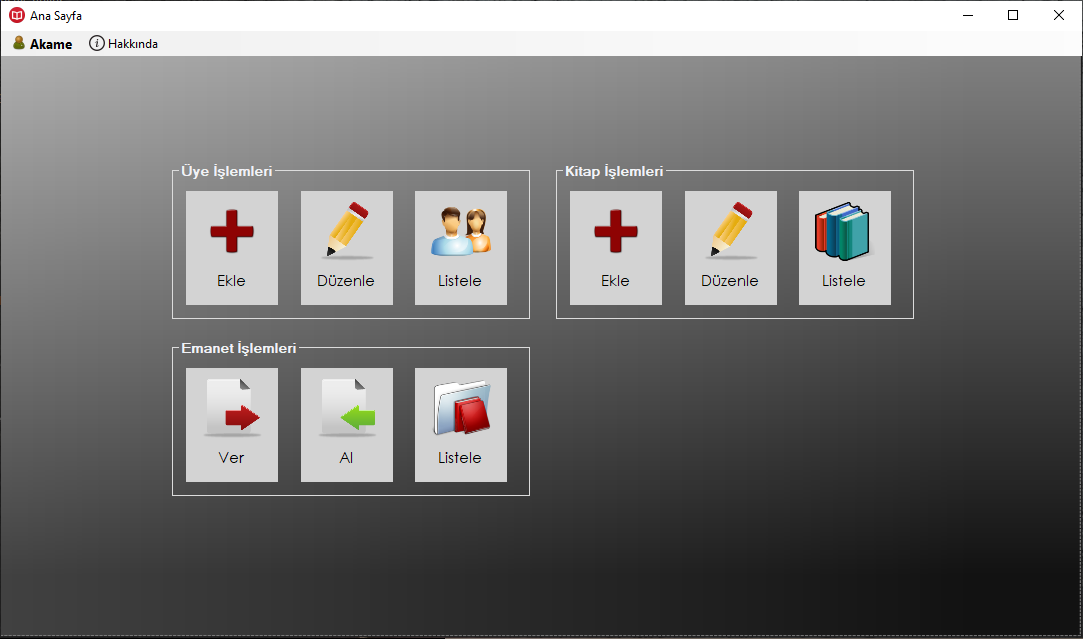 Ana Sayfa
Akame Hakkında
Üye İşlemleri
Ekle Düzenle Listele
Kitap İşlemleri
Ekle Düzenle Listele
Emanet İşlemleri
Ver Al Listele